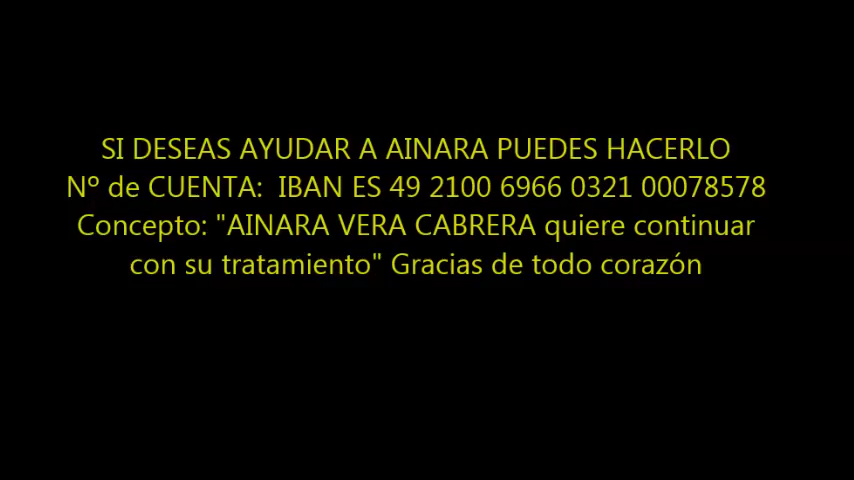 SI DESEAS AYUDAR A AINARA PUEDES HACERLO
Nº de CUENTA:  IBAN ES 49 2100 6966 0321 00078578
Concepto: "AINARA VERA CABRERA quiere continuar
con su tratamiento" Gracias de todo corazón